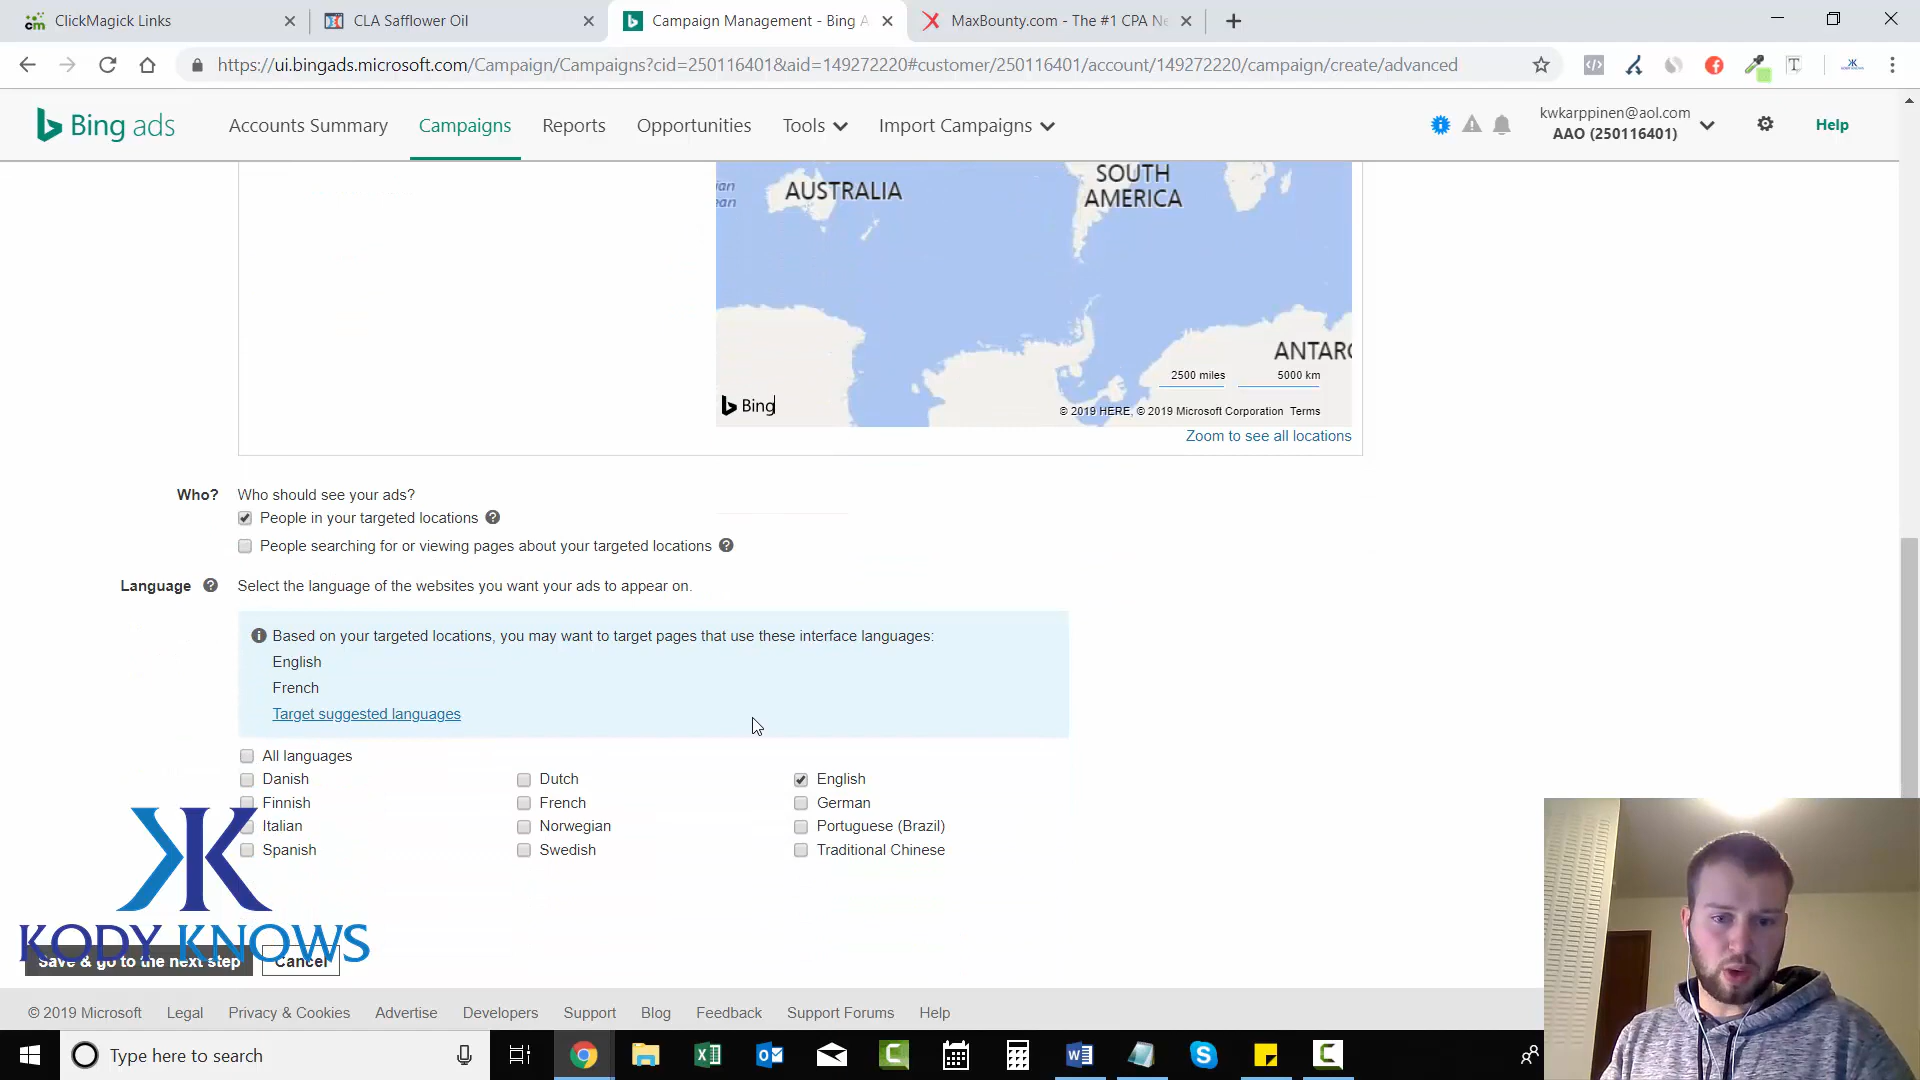 ClickMagick Links
CLA Safflower Oil
Campaign Management - Bing A
MaxBounty.com - The #1 CPA Ne
https://ui.bingads.microsoft.com/Campaign/Campaigns?cid=250116401&aid=149272220#customer/250116401/account/149272220/campaign/create/advanced
Bing ads
Accounts Summary
Campaigns
Reports
Opportunities
Tools
Import Campaigns
kwkarppinen@aol.com
AAO (250116401)
Help
AUSTRALIA
SOUTH
AMERICA
ian
ean
ANTARC
2500 miles 5000 km
Bing
© 2019 HERE, © 2019 Microsoft Corporation Terms
Zoom to see all locations
Who? Who should see your ads?
People in your targeted locations
People searching for or viewing pages about your targeted locations
Language Select the language of the websites you want your ads to appear on.
Based on your targeted locations, you may want to target pages that use these interface languages:
English
French
Target suggested languages
All languages
Danish Dutch English
Finnish French German
Italian Norwegian Portuguese (Brazil)
Spanish Swedish Traditional Chinese
KK
KODY KNOWS
Save & go to the next step Cancel
© 2019 Microsoft Legal Privacy & Cookies Advertise Developers Support Blog Feedback Support Forums Help
Type here to search